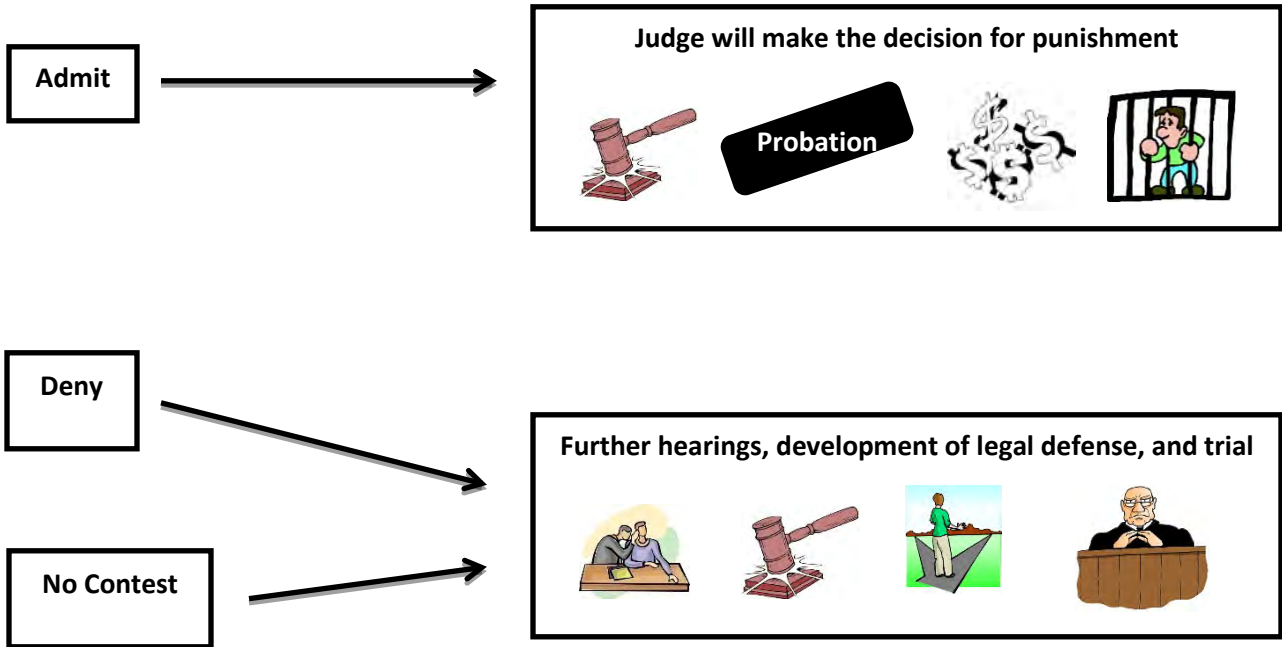 Admit
Judge will make the decision for punishment
Probation
$
$ $
$
Deny
Further hearings, development of legal defense, and trial
No Contest